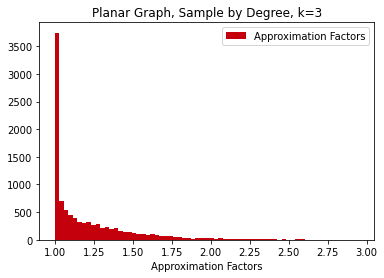 Planar Graph, Sample by Degree, k=3
Approximation Factors
3500
3000
2500
2000
1500
1000
500
0
1.00 1.25 1.50 1.75 2.00 2.25 2.50 2.75 3.00
Approximation Factors